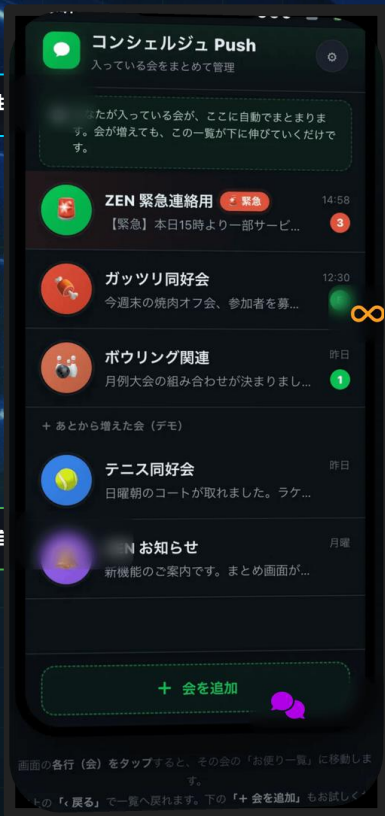 コンシェルジュ Push
入っている会をまとめて管理
たが入っている会が、ここに自動でまとまりま
す。会が増えても、この一覧が下に伸びていくだけで
す。
ZEN 緊急連絡用 緊急 14:58
【緊急】本日15時より一部サービ... 3
ガッツリ同好会 12:30
今週末の焼肉オフ会、参加者を募...
ボウリング関連 昨日
月例大会の組み合わせが決まりまし... 1
+ あとから増えた会（デモ）
テニス同好会 昨日
日曜朝のコートが取れました。ラケ...
お知らせ 月曜
新機能のご案内です。まとめ画面が...
+ 会を追加
画面の各行（会）をタップすると、その会の「お便り一覧」に移動しま
す。
の「‹ 戻る」で一覧へ戻れます。下の「+ 会を追加」もお試しく